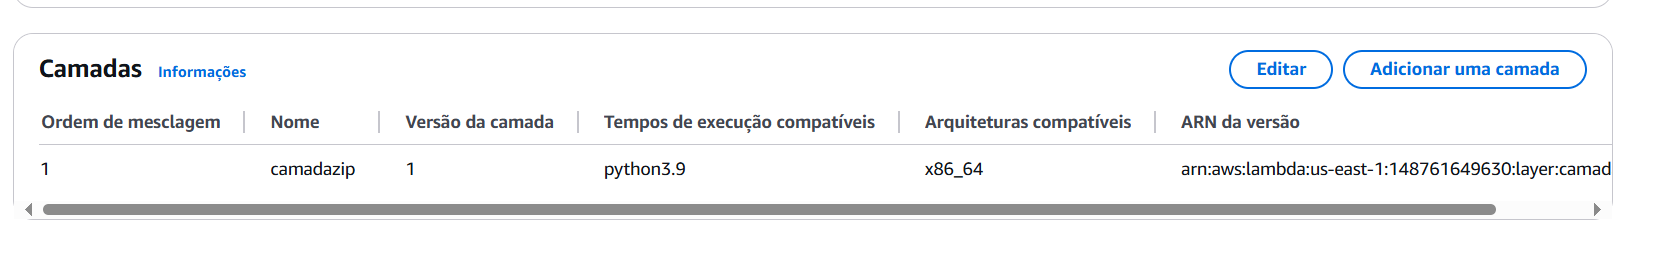 Camadas Informações Editar Adicionar uma camada
Ordem de mesclagem Nome Versão da camada Tempos de execução compatíveis Arquiteturas compatíveis ARN da versão
1 camadazip 1 python3.9 x86_64 arn:aws:lambda:us-east-1:148761649630:layer:camad